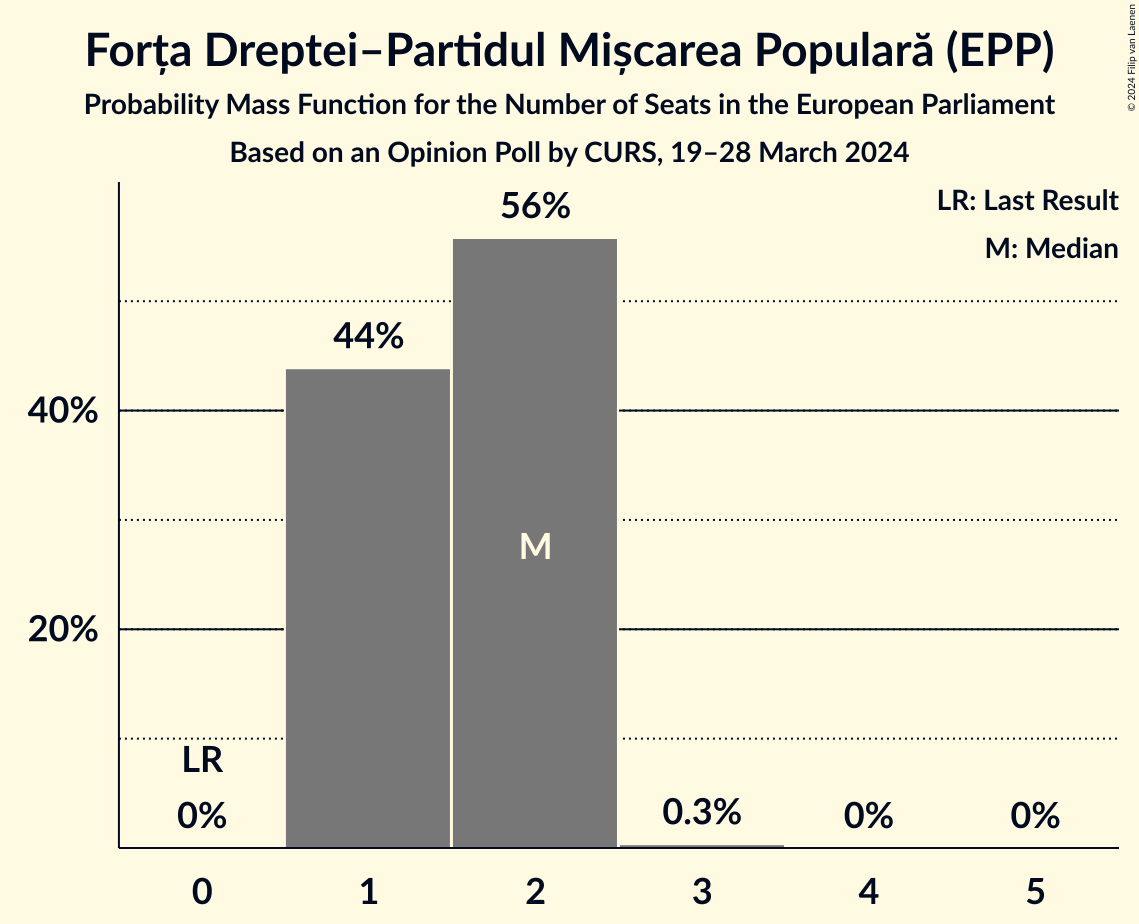 Forța Dreptei–Partidul Mișcarea Populară (EPP)
Probability Mass Function for the Number of Seats in the European Parliament
Based on an Opinion Poll by CURS, 19–28 March 2024
© 2024 Filip van Laenen
LR: Last Result
M: Median
56%
44%
40%
M
20%
LR
0%
0.3%
0%
0%
0 1 2 3 4 5